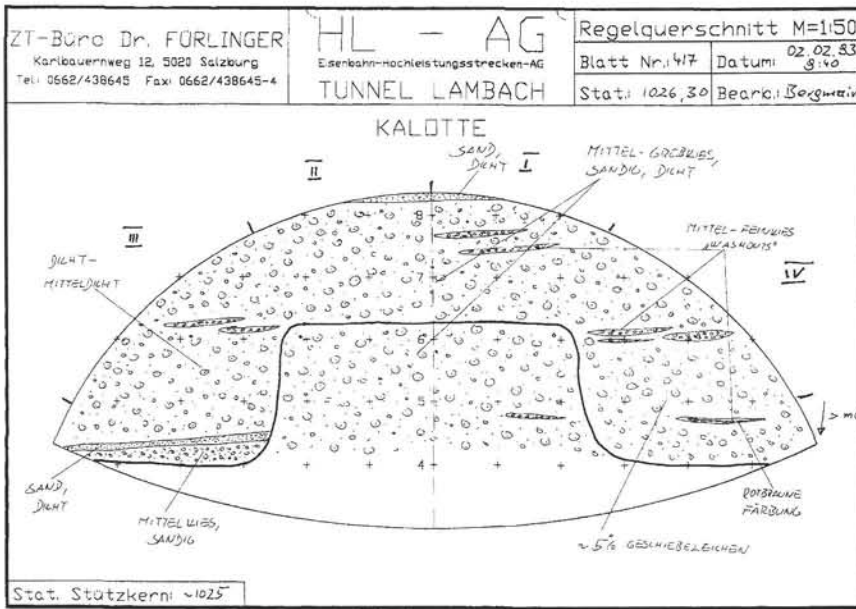 ZT-Büro Dr. FÜRLINGER
Karlbauernweg 12, 5020 Salzburg
Tel: 0662/438645 Fax: 0662/438645-4
HL - AG
Eisenbahn-Hochleistungsstrecken-AG
TUNNEL LAMBACH
Regelquerschnitt M=1:50
Blatt Nr.: 417
Datum: 02.02.93
9:40
Stat.: 1026,30
Bearb.: Bergmair
KALOTTE
SAND,
DICHT
I
II
III
IV
MITTEL-GROBKIES,
SANDIG, DICHT
MITTEL-FEINKIES
„WASHOUTS"
DICHT-
MITTELDICHT
8
7
6
5
4
SAND,
DICHT
MITTELKIES,
SANDIG
ROTBRAUNE
FÄRBUNG
~ 5% GESCHIEBELEICHEN
Stat. Stützkern: ~1025